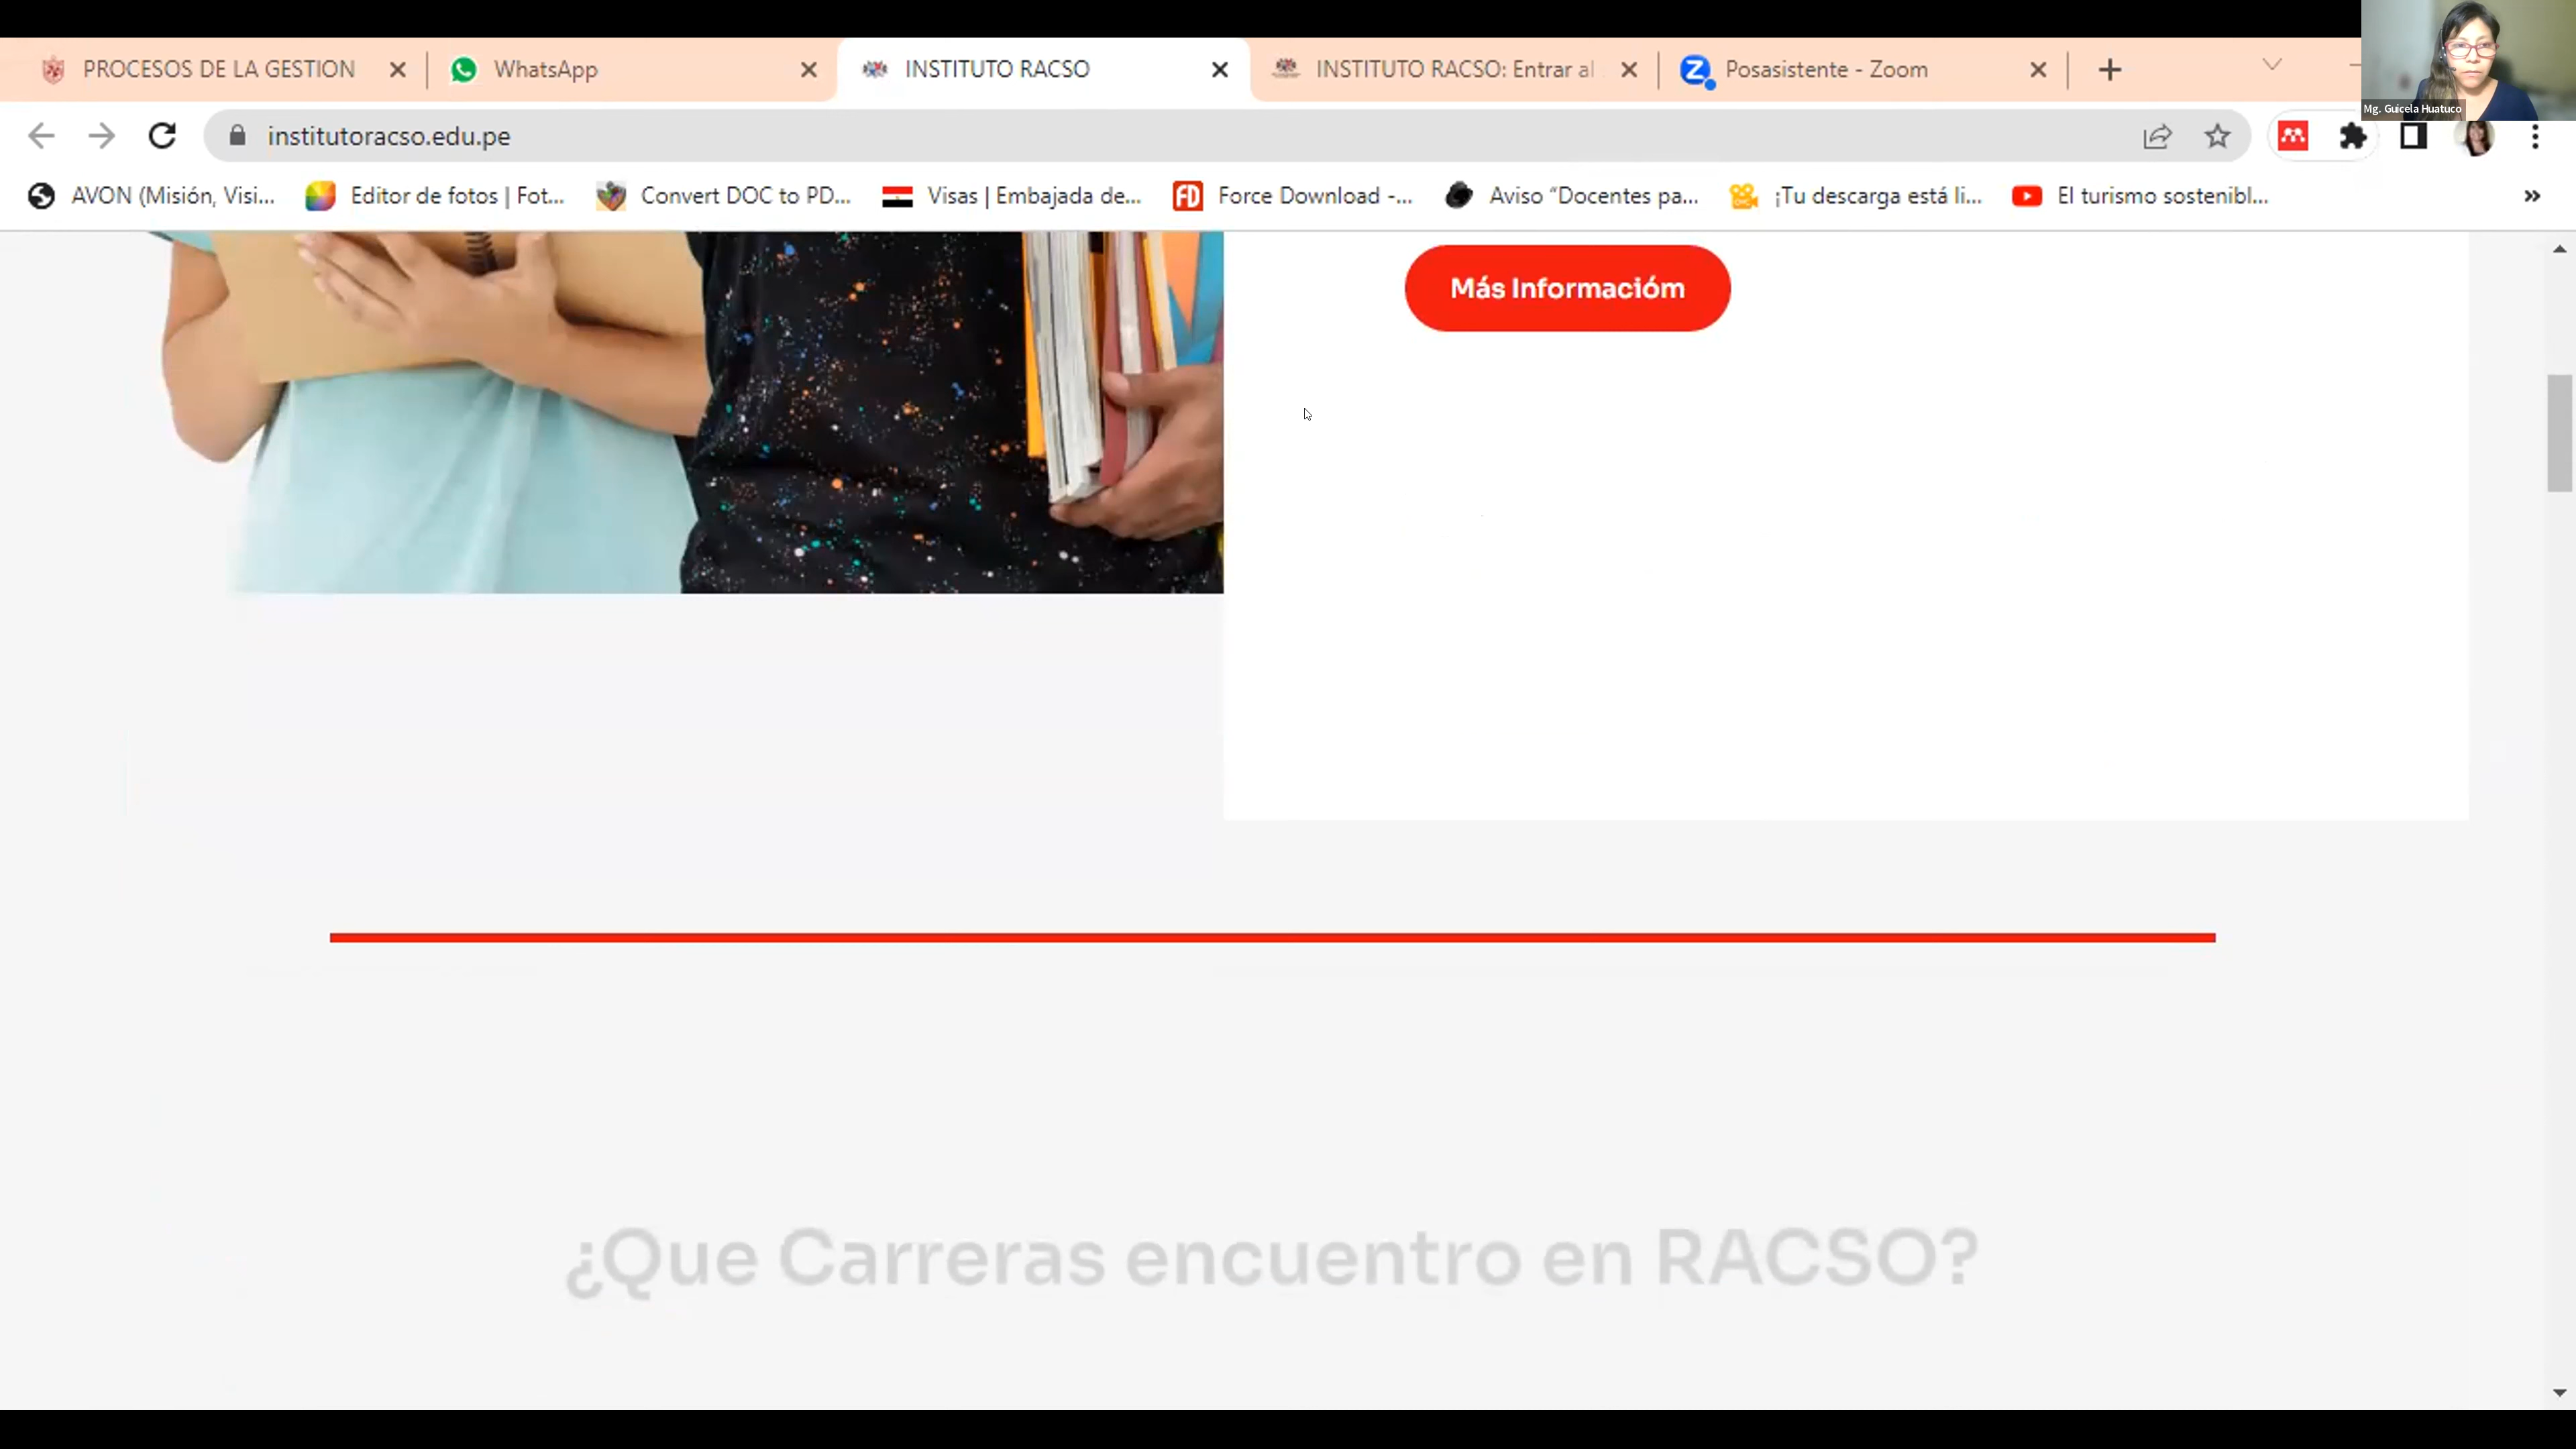 PROCESOS DE LA GESTION
WhatsApp
INSTITUTO RACSO
INSTITUTO RACSO: Entrar al
Posasistente - Zoom
Mg. Guicela Huatuco
institutoracso.edu.pe
AVON (Misión, Visi...
Editor de fotos | Fot...
Convert DOC to PD...
Visas | Embajada de...
FD
Force Download -...
Aviso “Docentes pa...
¡Tu descarga está li...
El turismo sostenibl...
Más Informacióm
¿Que Carreras encuentro en RACSO?